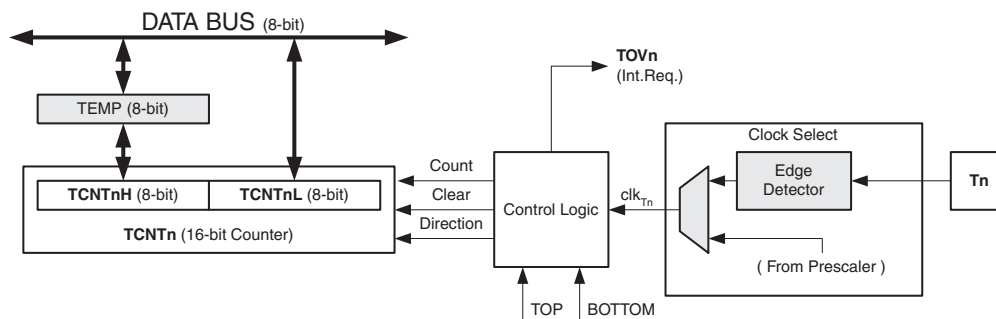 DATA BUS (8-bit)
TOVn
(Int.Req.)
TEMP (8-bit)
Clock Select
Count
Edge
Detector
Tn
TCNTnH (8-bit)
TCNTnL (8-bit)
Clear
Control Logic
clkTn
TCNTn (16-bit Counter)
Direction
( From Prescaler )
TOP
BOTTOM